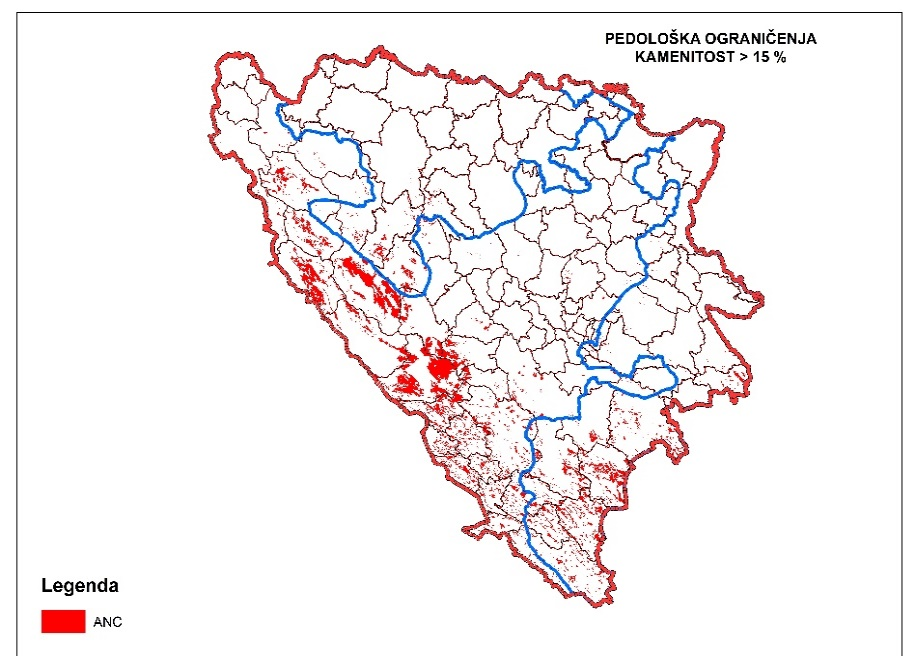 PEDOLOŠKA OGRANIČENJA
KAMENITOST > 15 %
Legenda
ANC